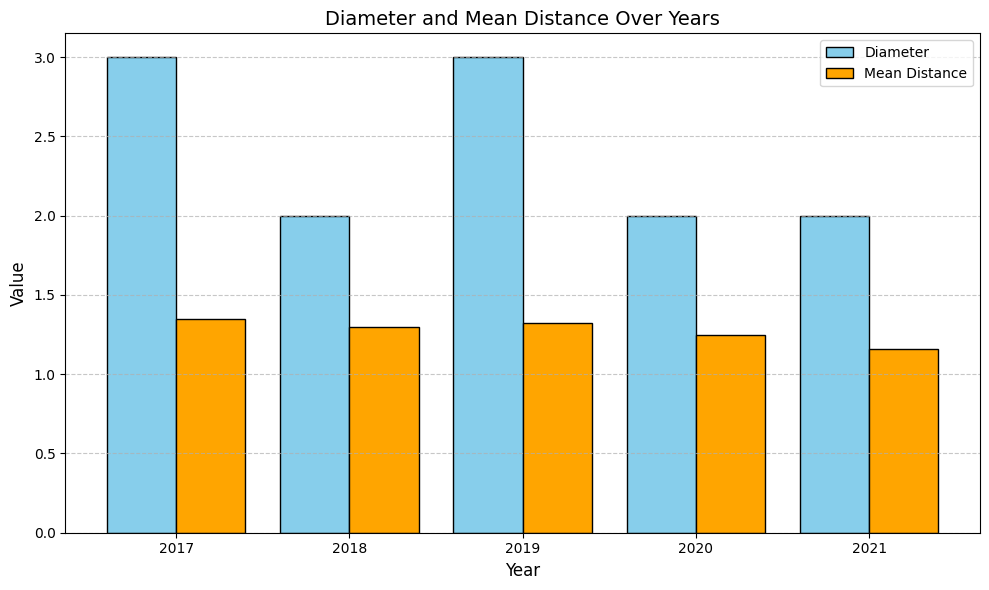 Diameter and Mean Distance Over Years
Diameter
Mean Distance
3.0
2.5
2.0
1.5
1.0
0.5
0.0
Value
2017 2018 2019 2020 2021
Year